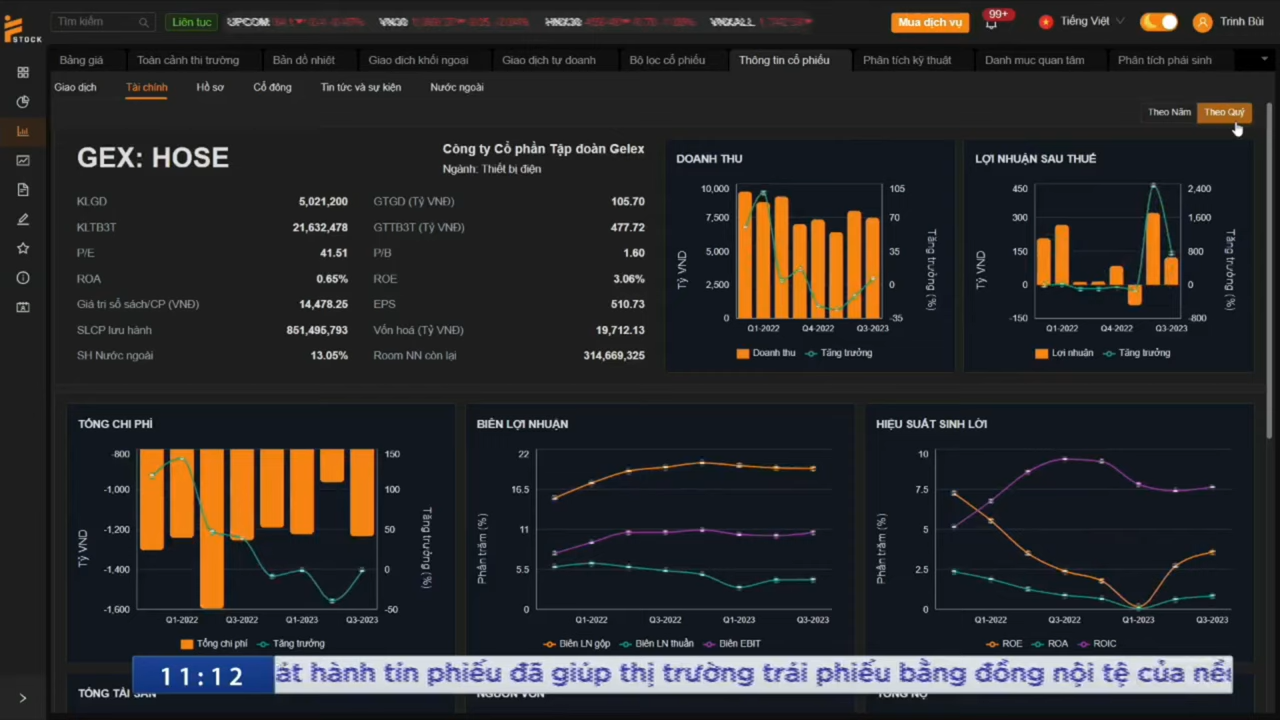 STOCK
Tìm kiếm
Liên tục
UPCOM
VN30
HNX30
VNXALL
Mua dịch vụ
99+
Tiếng Việt
Trinh Bùi
Bảng giá
Toàn cảnh thị trường
Bản đồ nhiệt
Giao dịch khối ngoại
Giao dịch tự doanh
Bộ lọc cổ phiếu
Thông tin cổ phiếu
Phân tích kỹ thuật
Danh mục quan tâm
Phân tích phái sinh
Giao dịch
Tài chính
Hồ sơ
Cổ đông
Tin tức và sự kiện
Nước ngoài
Theo Năm
Theo Quý
GEX: HOSE
Công ty Cổ phần Tập đoàn Gelex
Ngành: Thiết bị điện
KLGD 5,021,200 GTGD (Tỷ VNĐ) 105.70
KLTB3T 21,632,478 GTTB3T (Tỷ VNĐ) 477.72
P/E 41.51 P/B 1.60
ROA 0.65% ROE 3.06%
Giá trị sổ sách/CP (VNĐ) 14,478.25 EPS 510.73
SLCP lưu hành 851,495,793 Vốn hoá (Tỷ VNĐ) 19,712.13
SH Nước ngoài 13.05% Room NN còn lại 314,669,325
DOANH THU
10,000
7,500
5,000
2,500
0
Tỷ VND
105
70
35
0
-35
Tăng trưởng (%)
Q1-2022 Q4-2022 Q3-2023
Doanh thu Tăng trưởng
LỢI NHUẬN SAU THUẾ
450
300
150
0
-150
Tỷ VND
2,400
1,600
800
0
-800
Tăng trưởng (%)
Q1-2022 Q4-2022 Q3-2023
Lợi nhuận Tăng trưởng
TỔNG CHI PHÍ
-800
-1,000
-1,200
-1,400
-1,600
Tỷ VND
150
100
50
0
-50
Tăng trưởng (%)
Q1-2022 Q3-2022 Q1-2023 Q3-2023
Tổng chi phí Tăng trưởng
BIÊN LỢI NHUẬN
22
16.5
11
5.5
0
Phần trăm (%)
Q1-2022 Q3-2022 Q1-2023 Q3-2023
Biên LN gộp Biên LN thuần Biên EBIT
HIỆU SUẤT SINH LỜI
10
7.5
5
2.5
0
Phần trăm (%)
Q1-2022 Q3-2022 Q1-2023 Q3-2023
ROE ROA ROIC
11:12
át hành tín phiếu đã giúp thị trường trái phiếu bằng đồng nội tệ của nề
TỔNG TÀI SẢN
NGUỒN VỐN
TỔNG NỢ